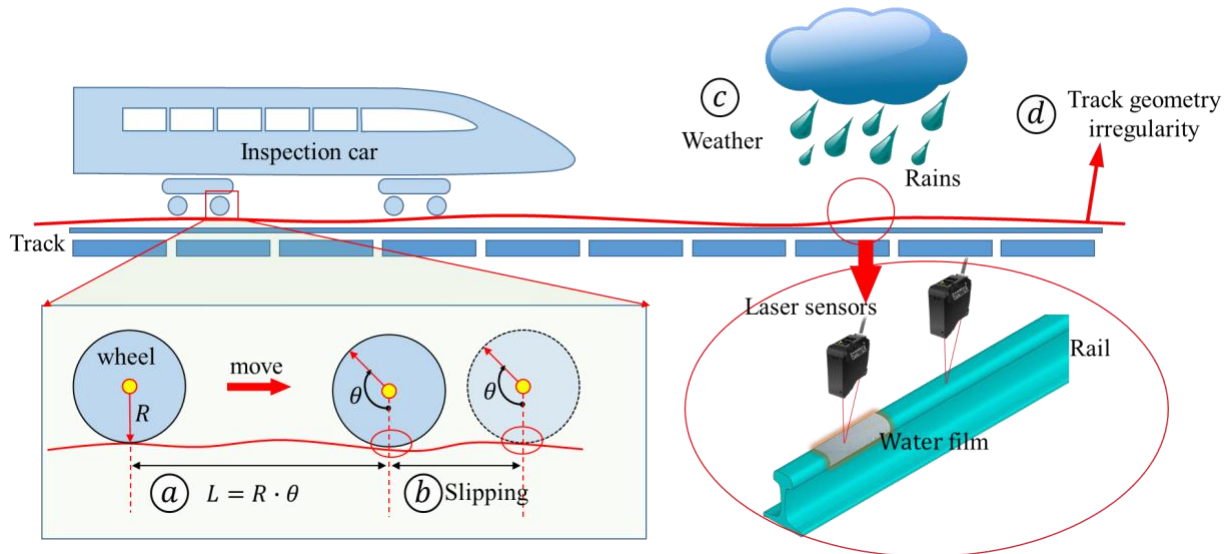 c
Weather
Rains
d
Track geometry
irregularity
Inspection car
Track
wheel
R
move
θ
θ
a
L = R · θ
b
Slipping
Laser sensors
Rail
Water film